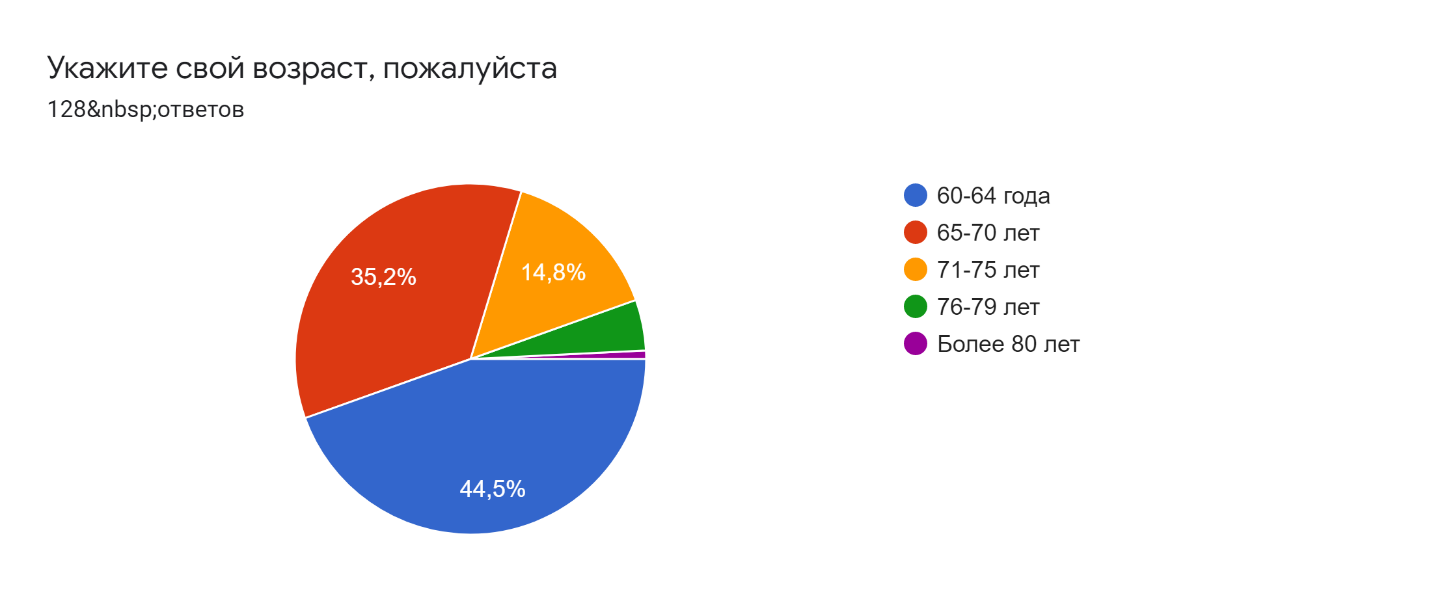 Укажите свой возраст, пожалуйста
128&nbsp;ответов
60-64 года
65-70 лет
71-75 лет
76-79 лет
Более 80 лет
35,2%
14,8%
44,5%